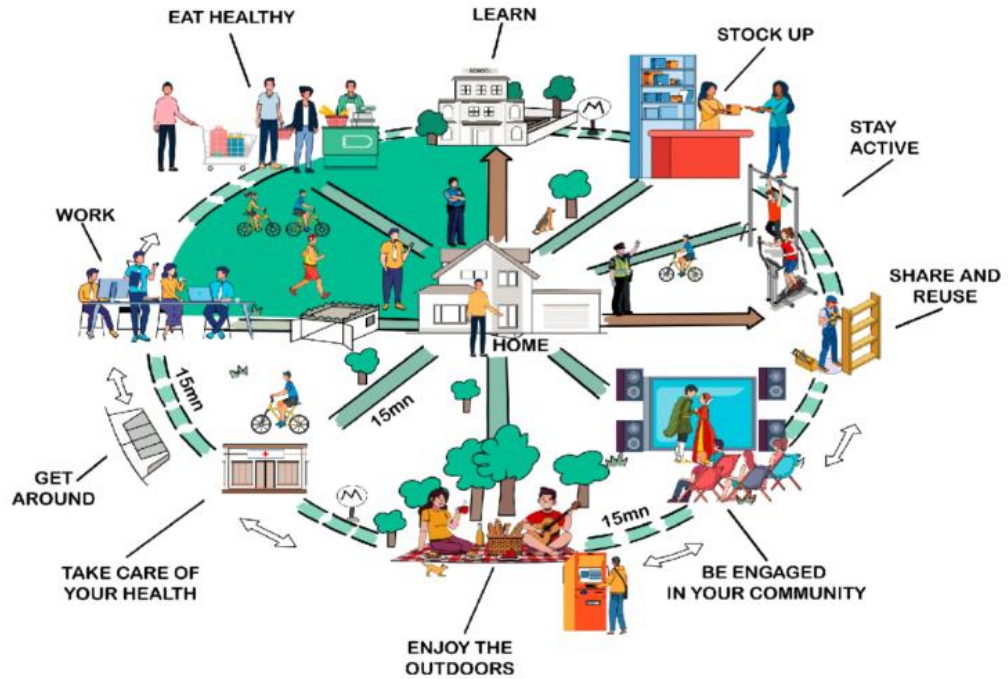 EAT HEALTHY
LEARN
STOCK UP
SCHOOL
M
STAY
ACTIVE
WORK
SHARE AND
REUSE
HOME
15mn
15mn
GET
AROUND
M
15mn
TAKE CARE OF
YOUR HEALTH
BE ENGAGED
IN YOUR COMMUNITY
ENJOY THE
OUTDOORS